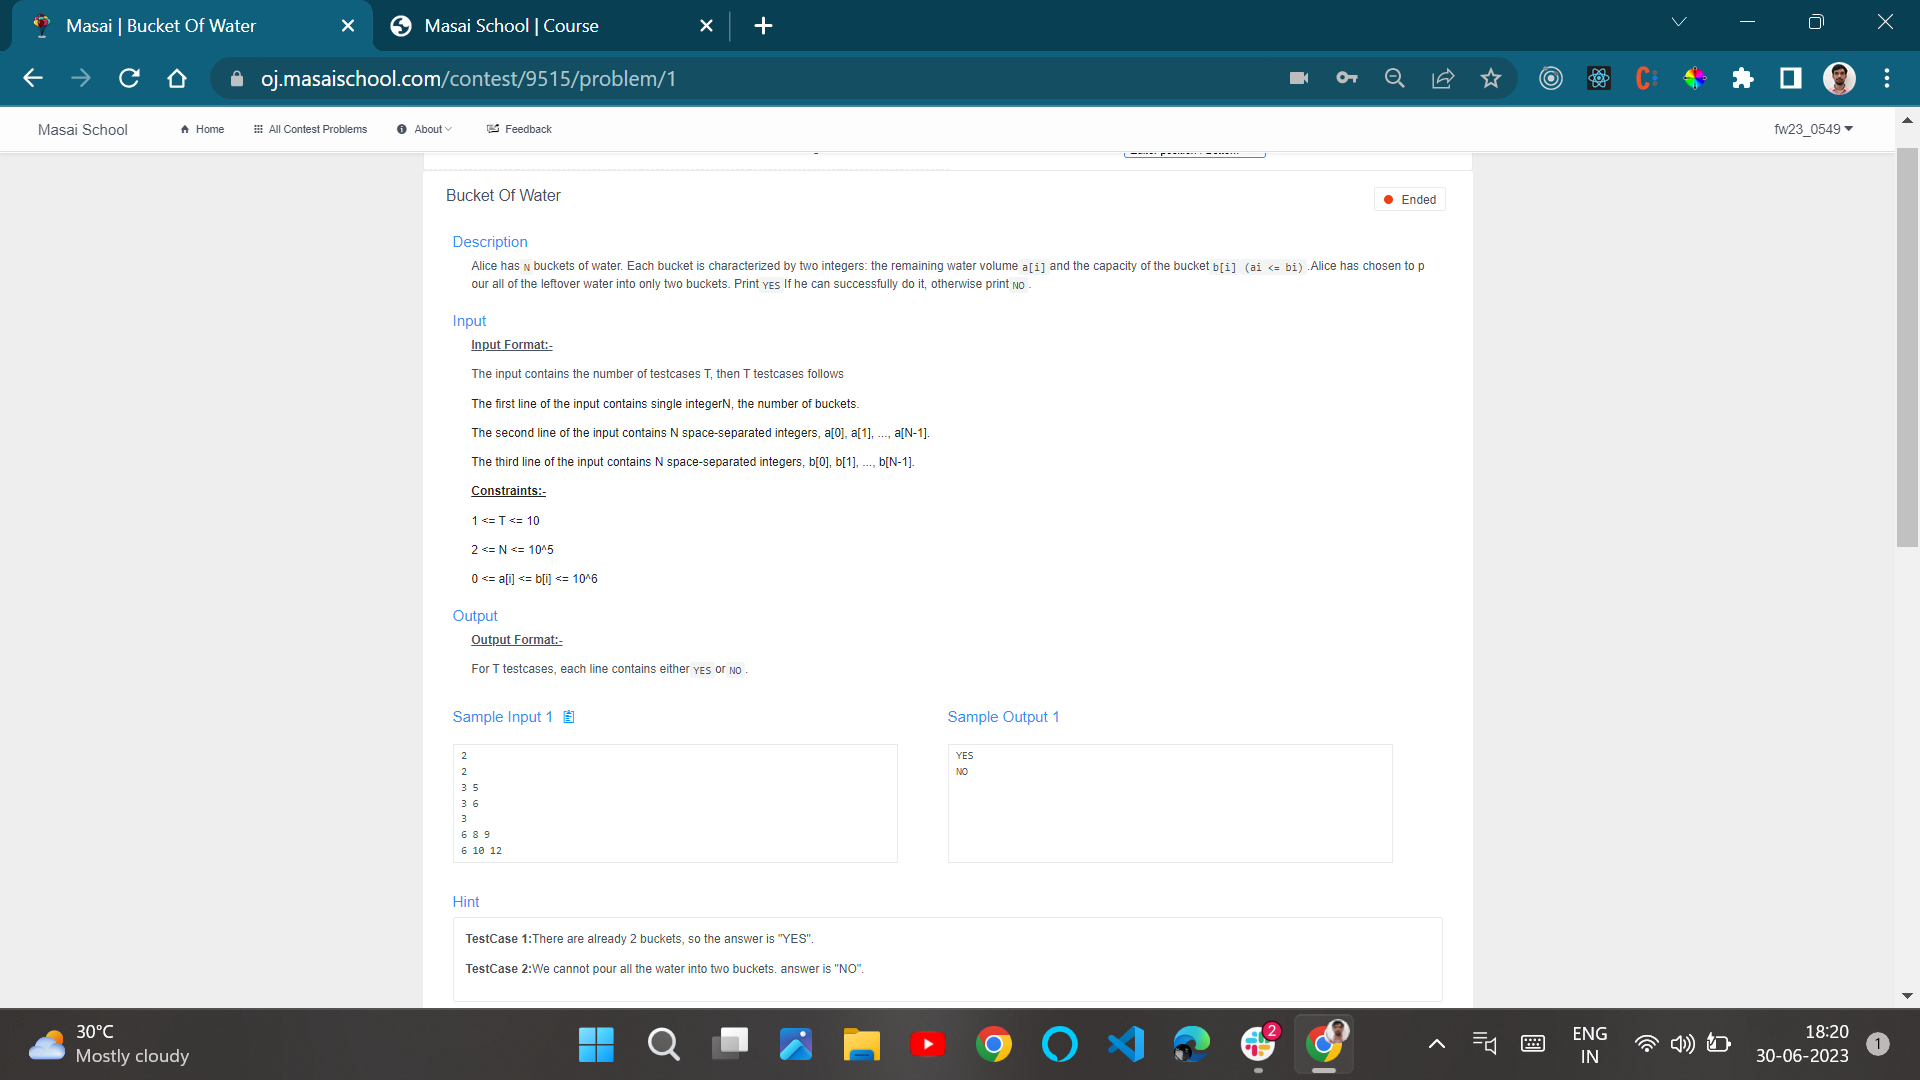 Masai | Bucket Of Water
Masai School | Course
oj.masaischool.com/contest/9515/problem/1
Masai School
Home
All Contest Problems
About
Feedback
fw23_0549
Bucket Of Water
Ended
Description
Alice has N buckets of water. Each bucket is characterized by two integers: the remaining water volume a[i] and the capacity of the bucket b[i] (ai <= bi) .Alice has chosen to p
our all of the leftover water into only two buckets. Print YES If he can successfully do it, otherwise print NO .
Input
Input Format:-
The input contains the number of testcases T, then T testcases follows
The first line of the input contains single integerN, the number of buckets.
The second line of the input contains N space-separated integers, a[0], a[1], ..., a[N-1].
The third line of the input contains N space-separated integers, b[0], b[1], ..., b[N-1].
Constraints:-
1 <= T <= 10
2 <= N <= 10^5
0 <= a[i] <= b[i] <= 10^6
Output
Output Format:-
For T testcases, each line contains either YES or NO .
Sample Input 1
2
2
3 5
3 6
3
6 8 9
6 10 12
Sample Output 1
YES
NO
Hint
TestCase 1:There are already 2 buckets, so the answer is "YES".
TestCase 2:We cannot pour all the water into two buckets. answer is "NO".
30°C
Mostly cloudy
2
ENG
IN
18:20
30-06-2023
1